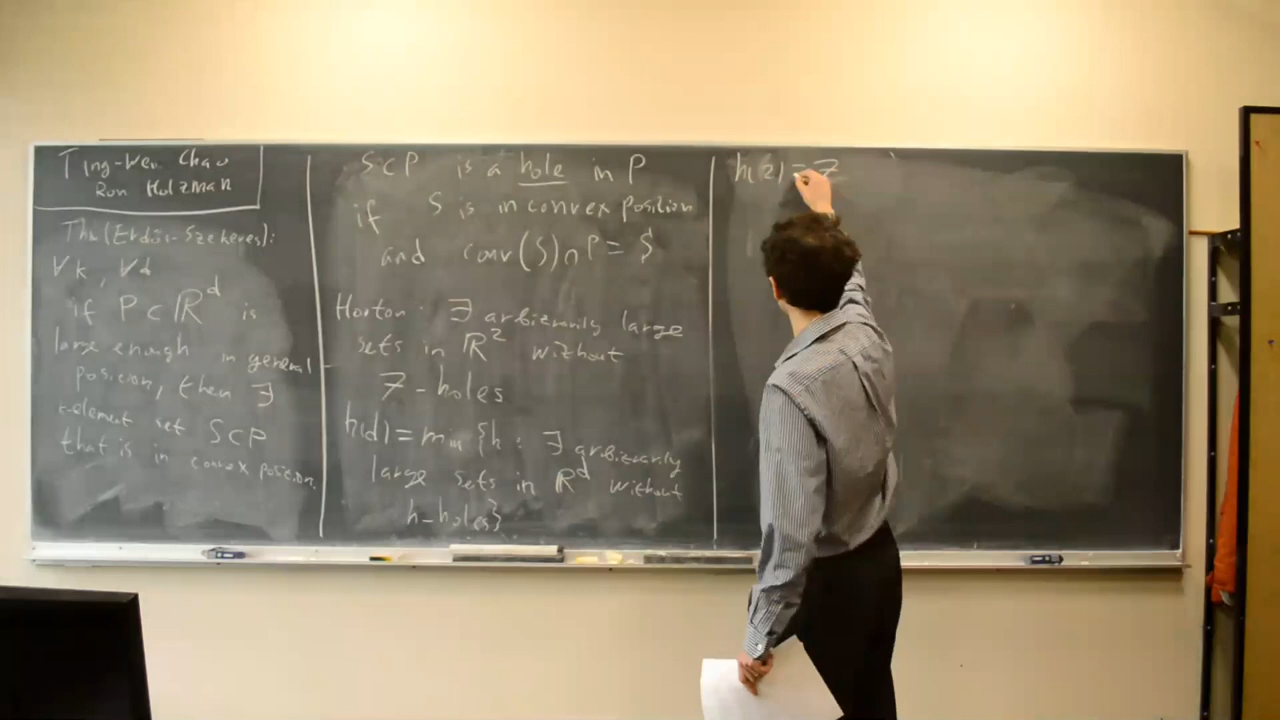 Ting-Wei Chao
Ron Holzman
Thm (Erdős-Szekeres):
∀k, ∀d
if P ⊂ ℝ^d is
large enough in general
position, then ∃
k-element set S⊂P
that is in convex position.
S⊂P is a hole in P
if S is in convex position
and conv(S)∩P = S
Horton: ∃ arbitrarily large
sets in ℝ² without
7-holes
h(d) = min {h : ∃ arbitrarily
large sets in ℝ^d without
h-holes}
h(2) = 7